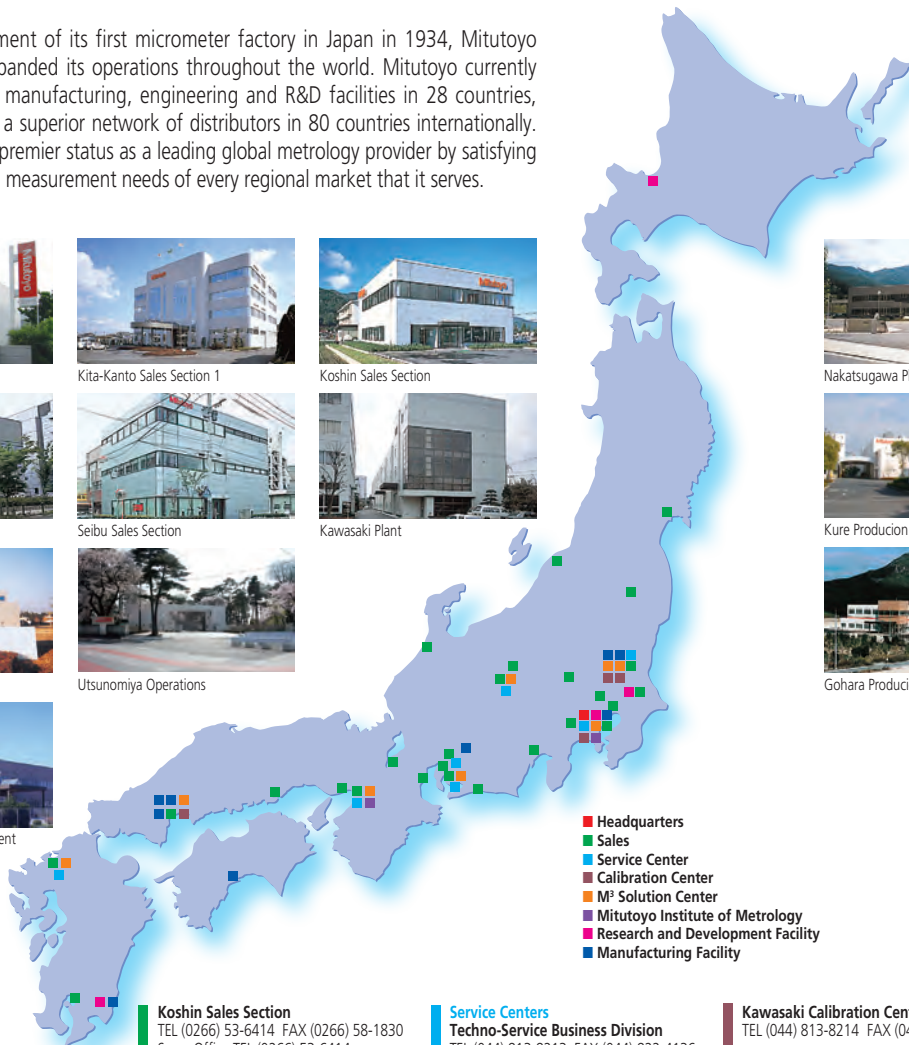 ment of its first micrometer factory in Japan in 1934, Mitutoyo
panded its operations throughout the world. Mitutoyo currently
manufacturing, engineering and R&D facilities in 28 countries,
a superior network of distributors in 80 countries internationally.
premier status as a leading global metrology provider by satisfying
measurement needs of every regional market that it serves.
Mitutoyo
Mitutoyo
Kita-Kanto Sales Section 1
Koshin Sales Section
Nakatsugawa P
Seibu Sales Section
Kawasaki Plant
Kure Producion
Utsunomiya Operations
Gohara Produci
ent
Headquarters
Sales
Service Center
Calibration Center
M³ Solution Center
Mitutoyo Institute of Metrology
Research and Development Facility
Manufacturing Facility
Koshin Sales Section
TEL (0266) 53-6414 FAX (0266) 58-1830
Service Centers
Techno-Service Business Division
Kawasaki Calibration Cen
TEL (044) 813-8214 FAX (04